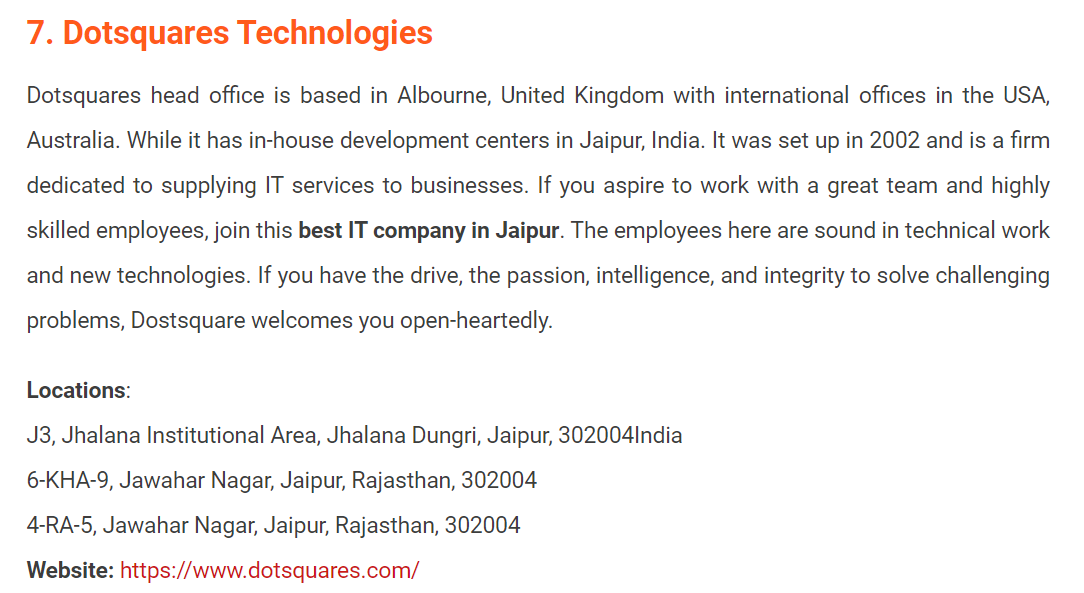 7. Dotsquares Technologies
Dotsquares head office is based in Albourne, United Kingdom with international offices in the USA,
Australia. While it has in-house development centers in Jaipur, India. It was set up in 2002 and is a firm
dedicated to supplying IT services to businesses. If you aspire to work with a great team and highly
skilled employees, join this best IT company in Jaipur. The employees here are sound in technical work
and new technologies. If you have the drive, the passion, intelligence, and integrity to solve challenging
problems, Dostsquare welcomes you open-heartedly.
Locations:
J3, Jhalana Institutional Area, Jhalana Dungri, Jaipur, 302004India
6-KHA-9, Jawahar Nagar, Jaipur, Rajasthan, 302004
4-RA-5, Jawahar Nagar, Jaipur, Rajasthan, 302004
Website: https://www.dotsquares.com/